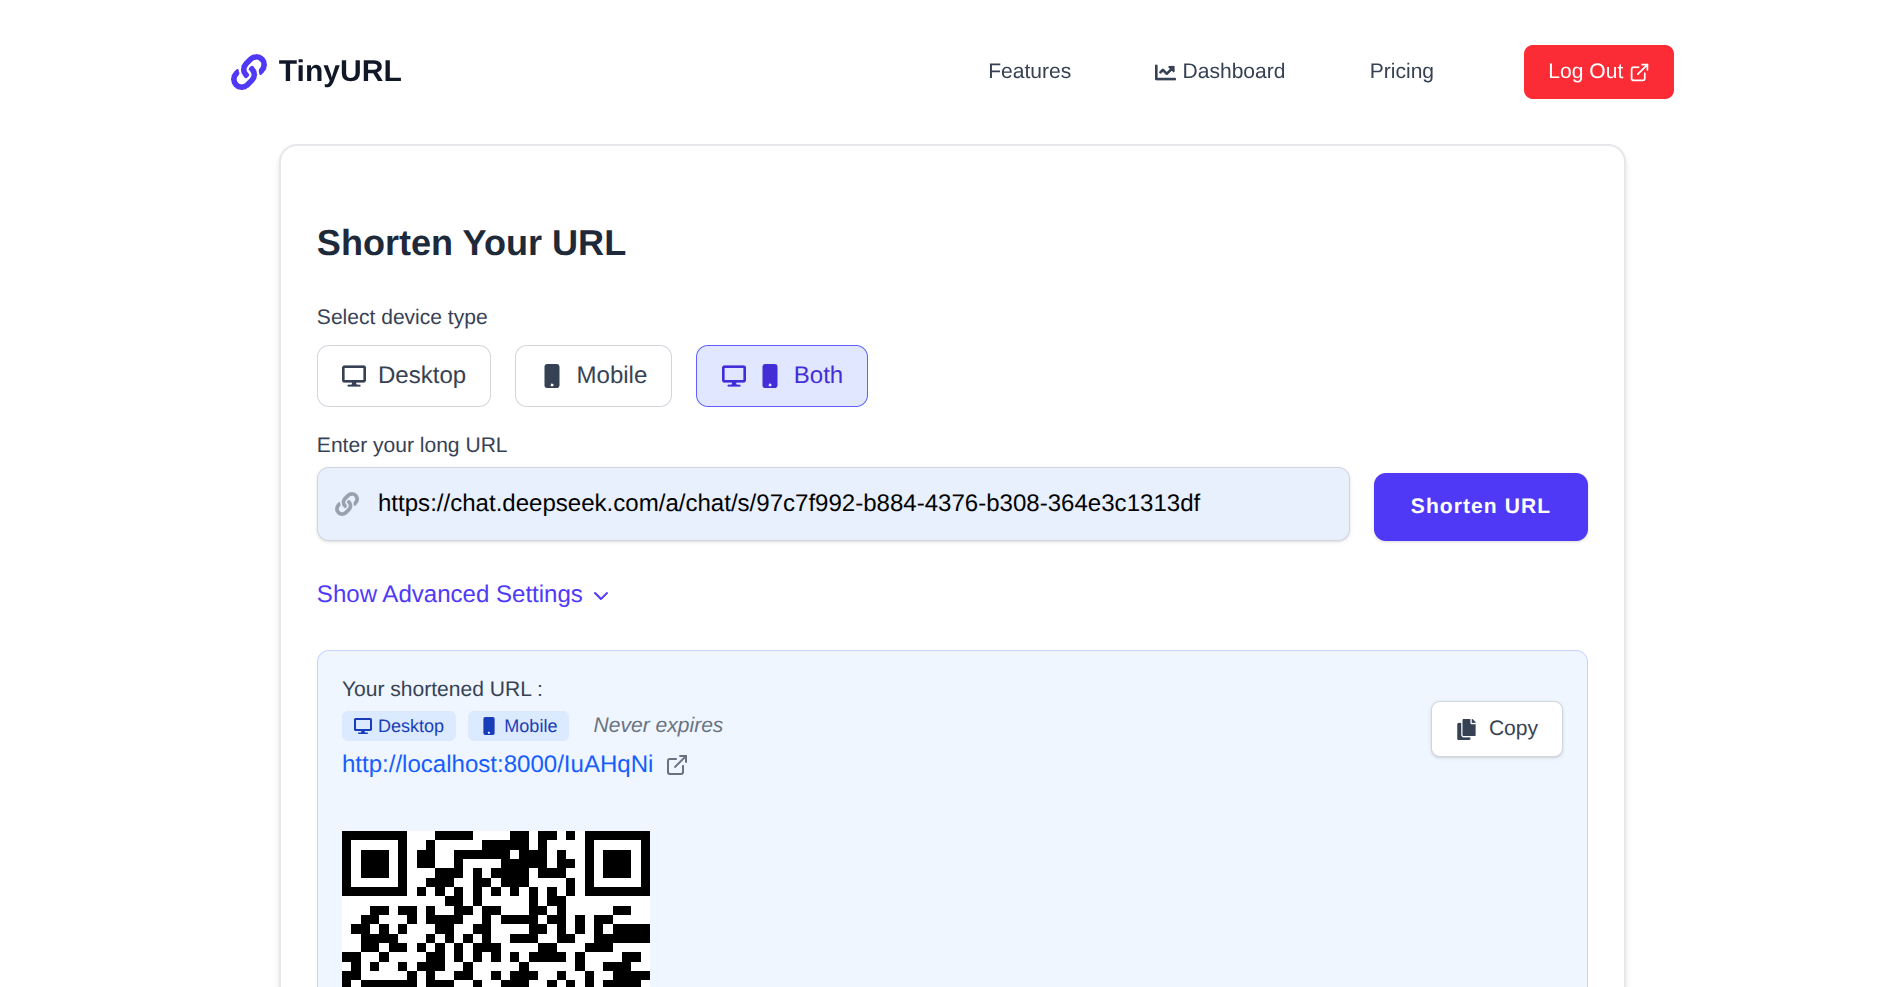 TinyURL
Features
Dashboard
Pricing
Log Out
Shorten Your URL
Select device type
Desktop
Mobile
Both
Enter your long URL
https://chat.deepseek.com/a/chat/s/97c7f992-b884-4376-b308-364e3c1313df
Shorten URL
Show Advanced Settings
Your shortened URL :
Desktop
Mobile
Never expires
Copy
http://localhost:8000/IuAHqNi